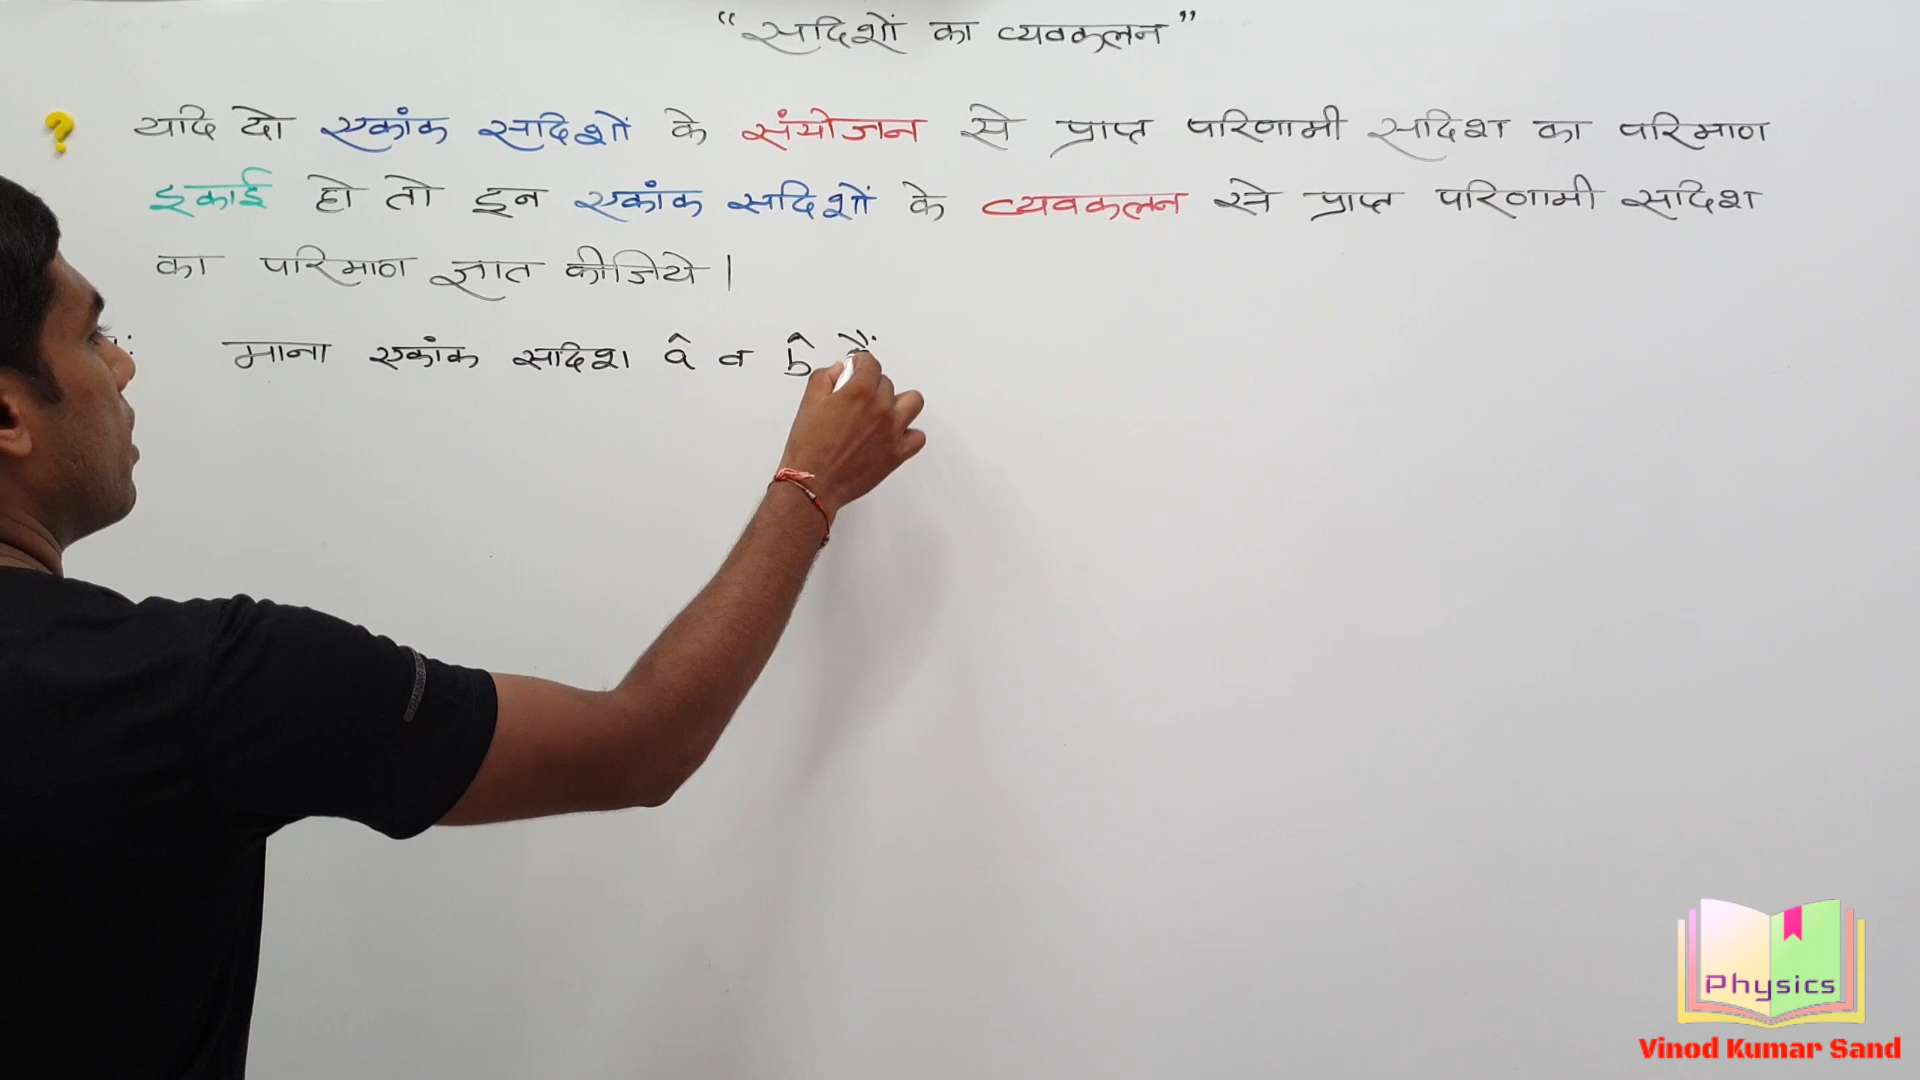 "सदिशों का व्यवकलन"
? यदि दो एकांक सदिशों के संयोजन से प्राप्त परिणामी सदिश का परिमाण
इकाई हो तो इन एकांक सदिशों के व्यवकलन से प्राप्त परिणामी सदिश
का परिमाण ज्ञात कीजिये।
माना एकांक सदिश â व b̂
Physics
Vinod Kumar Sand